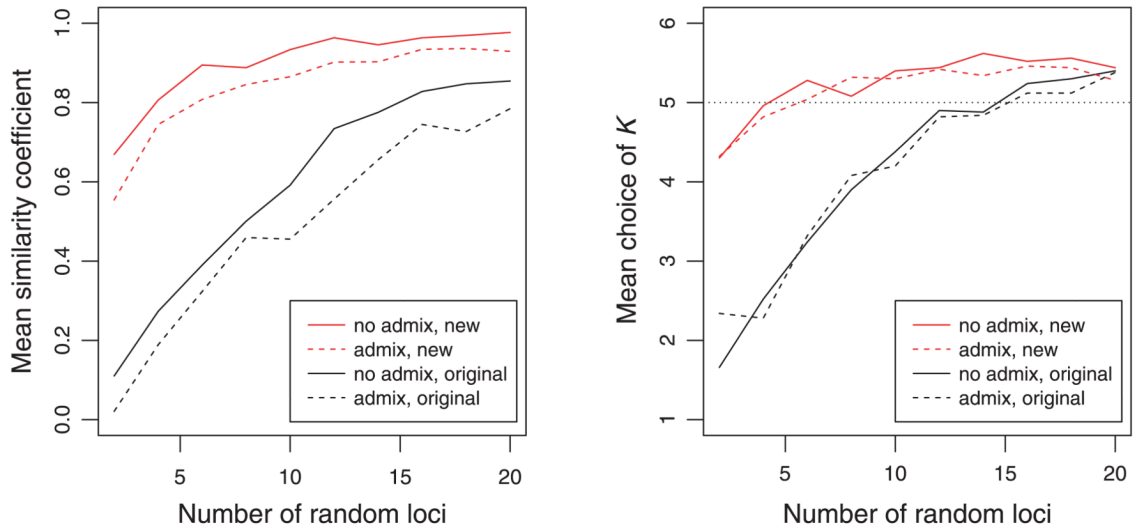 Mean similarity coefficient
1.0
0.8
0.6
0.4
0.2
0.0
no admix, new
admix, new
no admix, original
admix, original
5 10 15 20
Number of random loci
Mean choice of K
6
5
4
3
2
1
no admix, new
admix, new
no admix, original
admix, original
5 10 15 20
Number of random loci